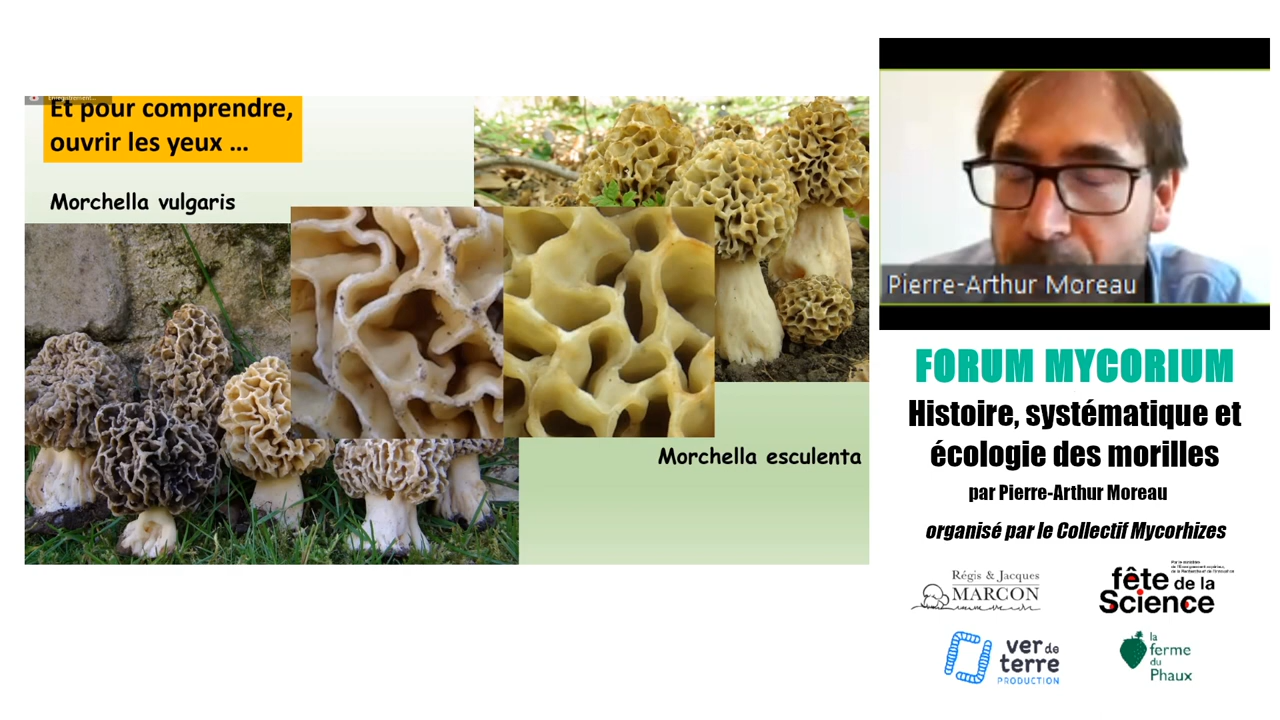 Enregistrement...
Et pour comprendre,
ouvrir les yeux ...
Morchella vulgaris
Morchella esculenta
Pierre-Arthur Moreau
FORUM MYCORIUM
Histoire, systématique et
écologie des morilles
par Pierre-Arthur Moreau
organisé par le Collectif Mycorhizes
Régis & Jacques
MARCON
fête de la
Science
ver de
terre
PRODUCTION
la
ferme
du
Phaux